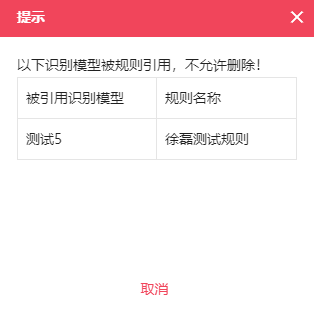 提示
以下识别模型被规则引用，不允许删除！
被引用识别模型 规则名称
测试5 徐磊测试规则
取消